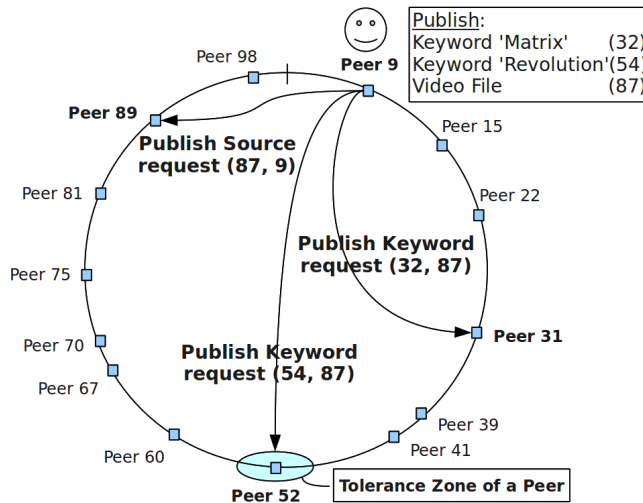 Publish:
Keyword 'Matrix' (32)
Keyword 'Revolution'(54)
Video File (87)
Peer 98
Peer 9
Peer 89
Peer 15
Publish Source
request (87, 9)
Peer 81
Peer 22
Publish Keyword
request (32, 87)
Peer 75
Peer 31
Peer 70
Publish Keyword
request (54, 87)
Peer 67
Peer 39
Peer 60
Peer 41
Tolerance Zone of a Peer
Peer 52